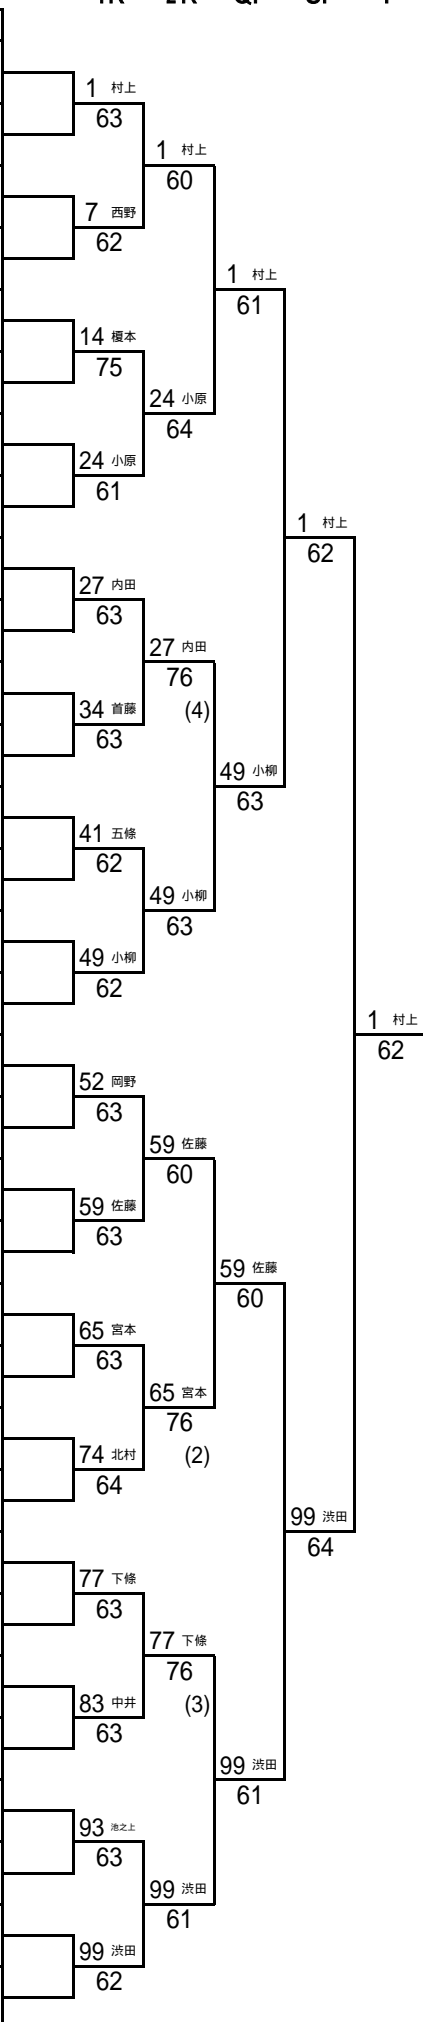 1 村上
63
1 村上
60
7 西野
62
1 村上
61
14 榎本
75
24 小原
64
24 小原
61
1 村上
62
27 内田
63
27 内田
76
(4)
34 首藤
63
49 小柳
63
41 五條
62
49 小柳
63
49 小柳
62
1 村上
62
52 岡野
63
59 佐藤
60
59 佐藤
63
59 佐藤
60
65 宮本
63
65 宮本
76
(2)
74 北村
64
99 渋田
64
77 下條
63
77 下條
76
(3)
83 中井
63
99 渋田
61
93 池之上
63
99 渋田
61
99 渋田
62